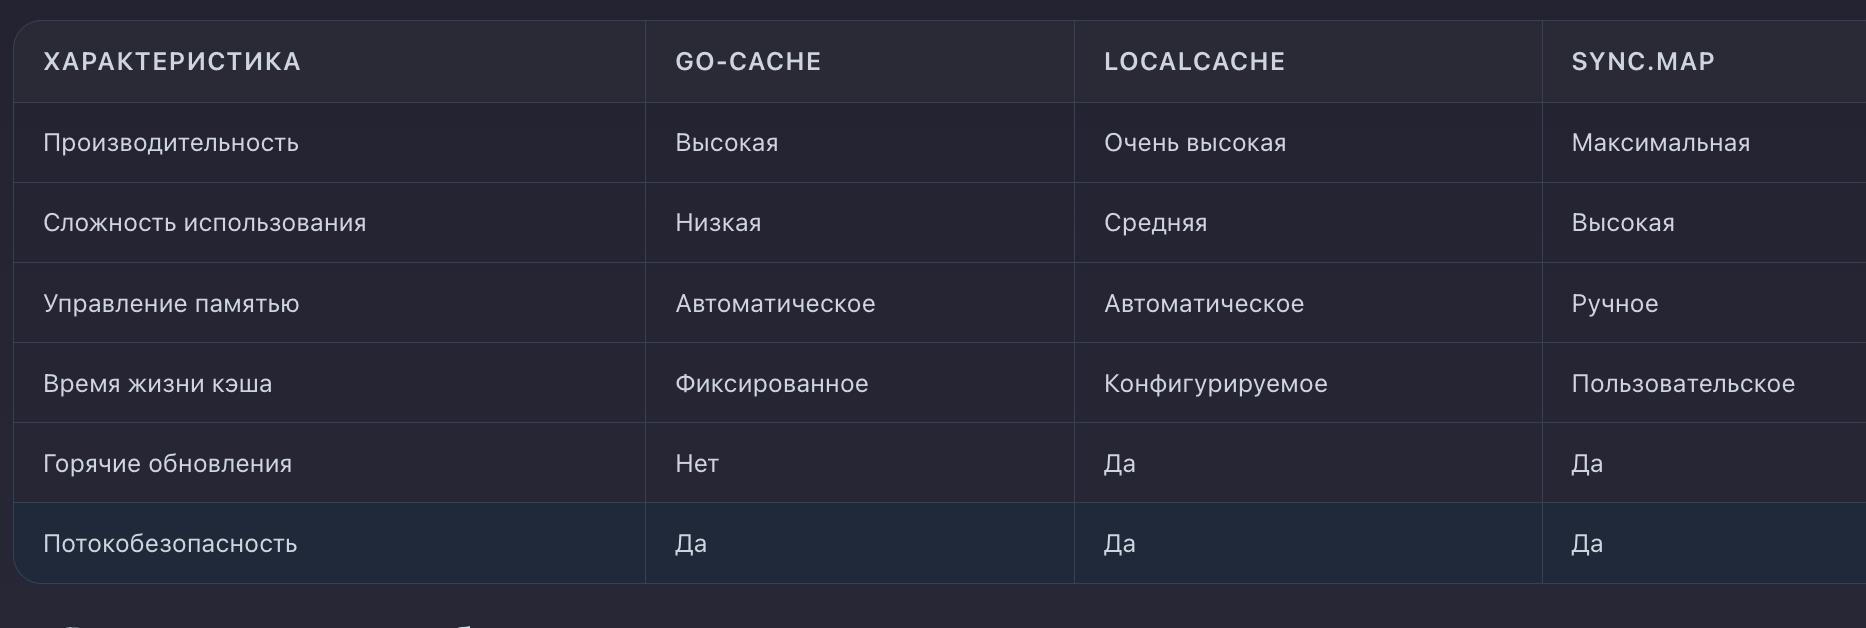 ХАРАКТЕРИСТИКА GO-CACHE LOCALCACHE SYNC.MAP
Производительность Высокая Очень высокая Максимальная
Сложность использования Низкая Средняя Высокая
Управление памятью Автоматическое Автоматическое Ручное
Время жизни кэша Фиксированное Конфигурируемое Пользовательское
Горячие обновления Нет Да Да
Потокобезопасность Да Да Да